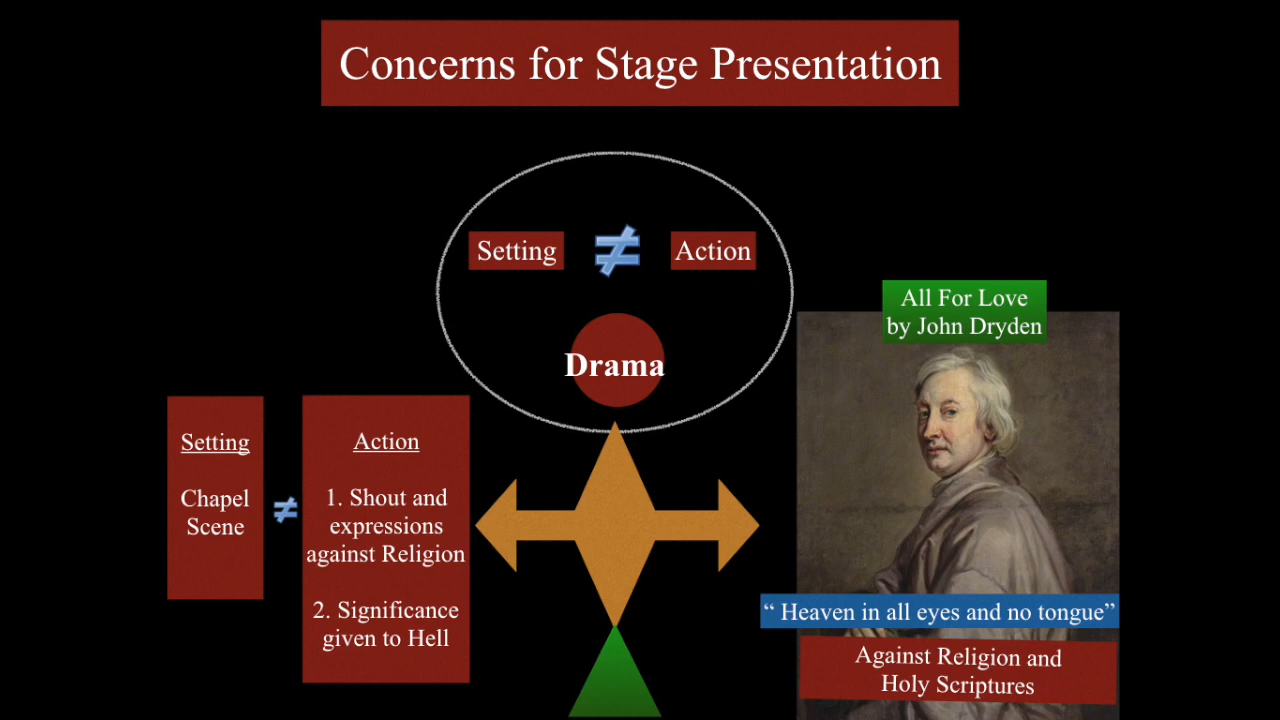 Concerns for Stage Presentation
Setting ≠ Action
Drama
Setting
Chapel
Scene
≠
Action
1. Shout and
expressions
against Religion
2. Significance
given to Hell
All For Love
by John Dryden
“ Heaven in all eyes and no tongue”
Against Religion and
Holy Scriptures